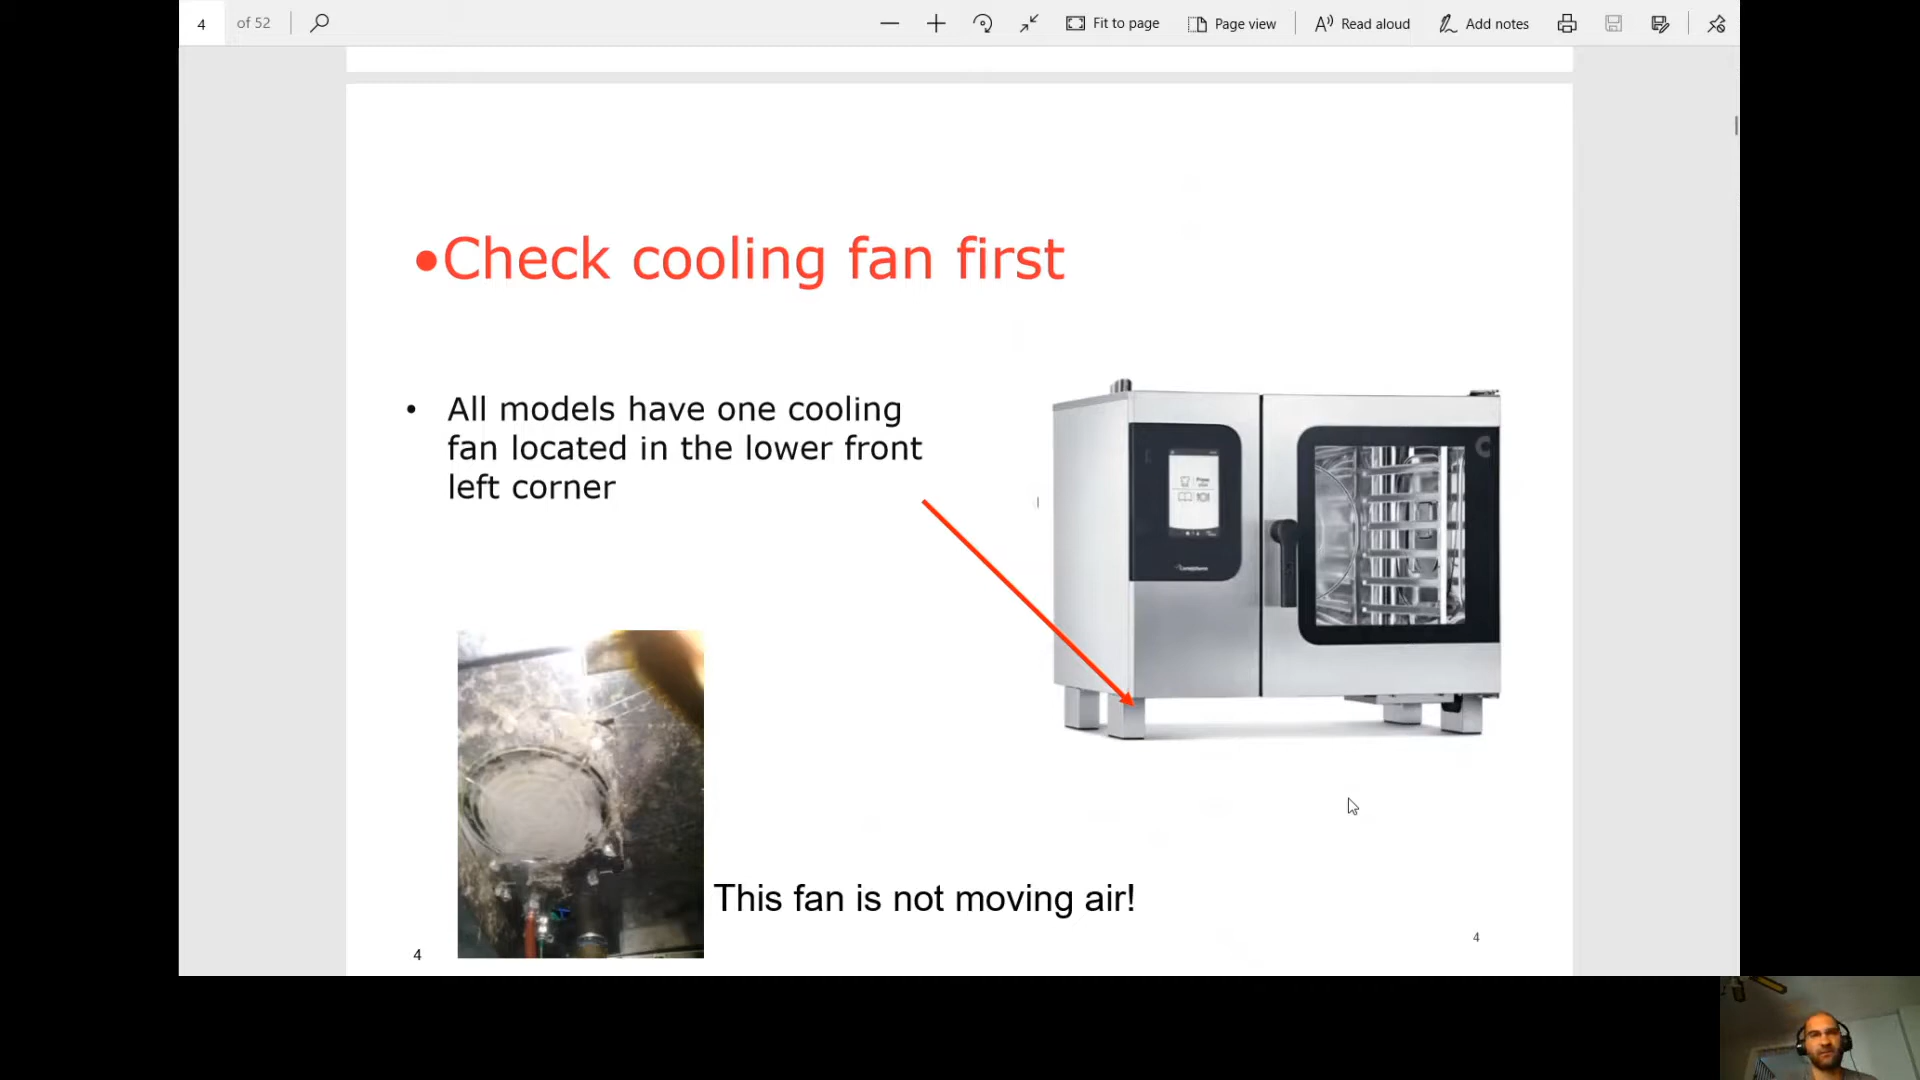 4 of 52
Fit to page
Page view
Read aloud
Add notes
•Check cooling fan first
• All models have one cooling
fan located in the lower front
left corner
This fan is not moving air!
4
4